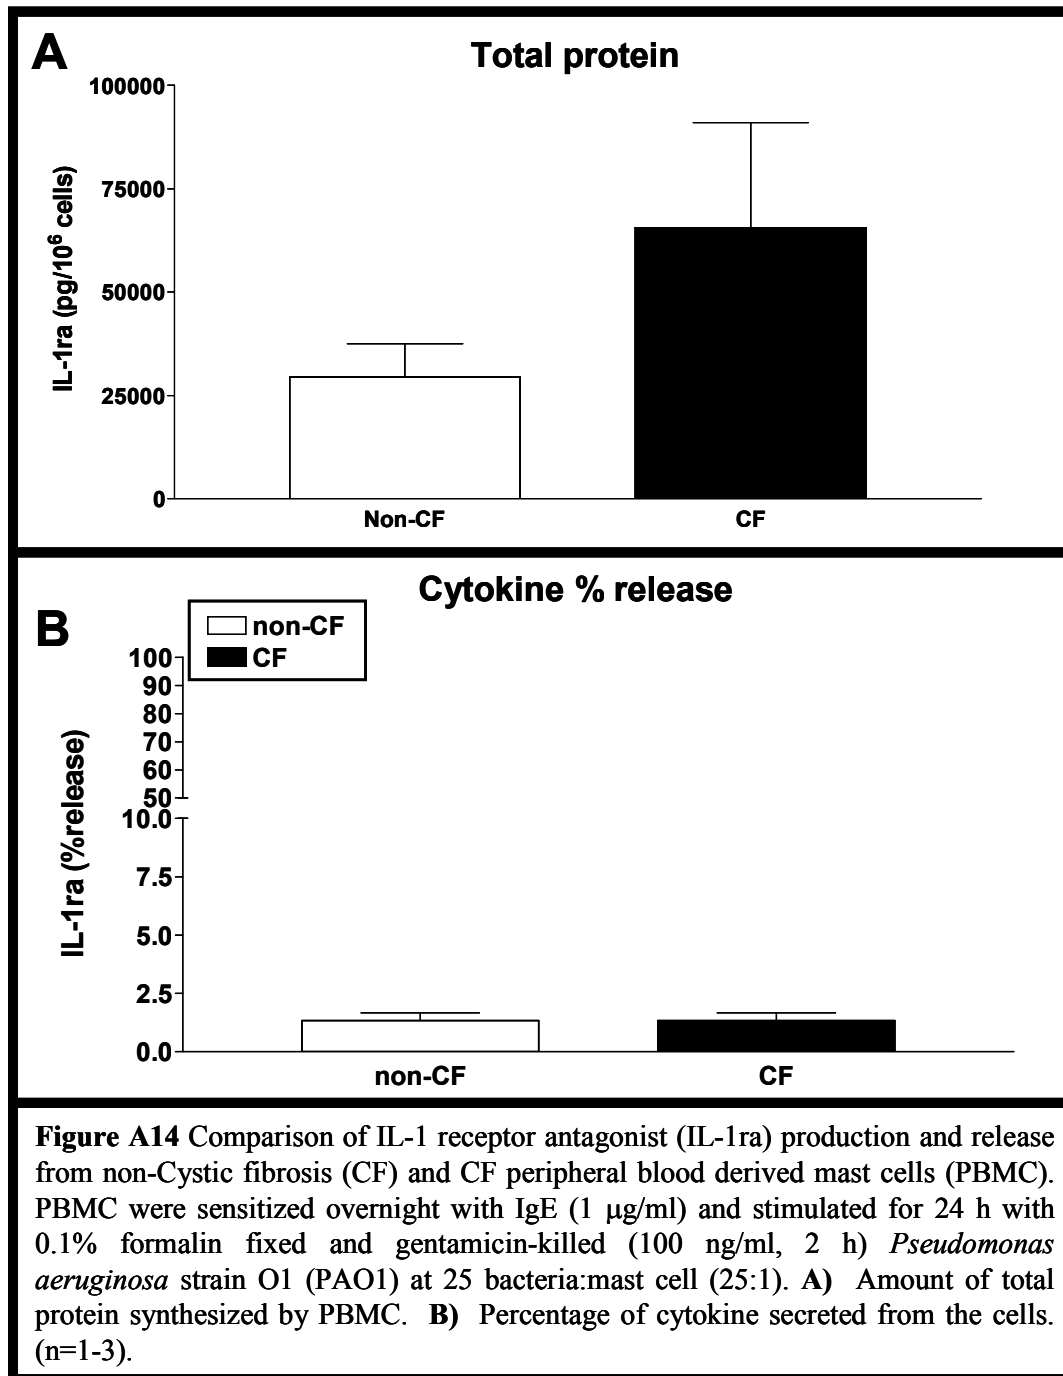 A
Total protein
100000
75000
50000
25000
0
IL-1ra (pg/10⁶ cells)
Non-CF
CF
Cytokine % release
B
non-CF
CF
100
90
80
70
60
50
10.0
7.5
5.0
2.5
0.0
IL-1ra (%release)
non-CF
CF
Figure A14 Comparison of IL-1 receptor antagonist (IL-1ra) production and release
from non-Cystic fibrosis (CF) and CF peripheral blood derived mast cells (PBMC).
PBMC were sensitized overnight with IgE (1 μg/ml) and stimulated for 24 h with
0.1% formalin fixed and gentamicin-killed (100 ng/ml, 2 h) Pseudomonas
aeruginosa strain O1 (PAO1) at 25 bacteria:mast cell (25:1). A) Amount of total
protein synthesized by PBMC. B) Percentage of cytokine secreted from the cells.
(n=1-3).